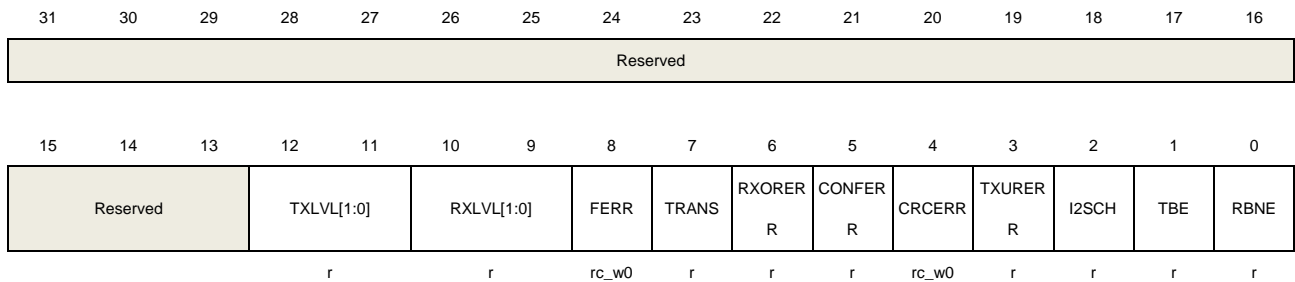 31 30 29 28 27 26 25 24 23 22 21 20 19 18 17 16
Reserved
15 14 13 12 11 10 9 8 7 6 5 4 3 2 1 0
Reserved TXLVL[1:0] RXLVL[1:0] FERR TRANS RXORER CONFER CRCERR TXURER I2SCH TBE RBNE
R R R
r r rc_w0 r r r rc_w0 r r r r